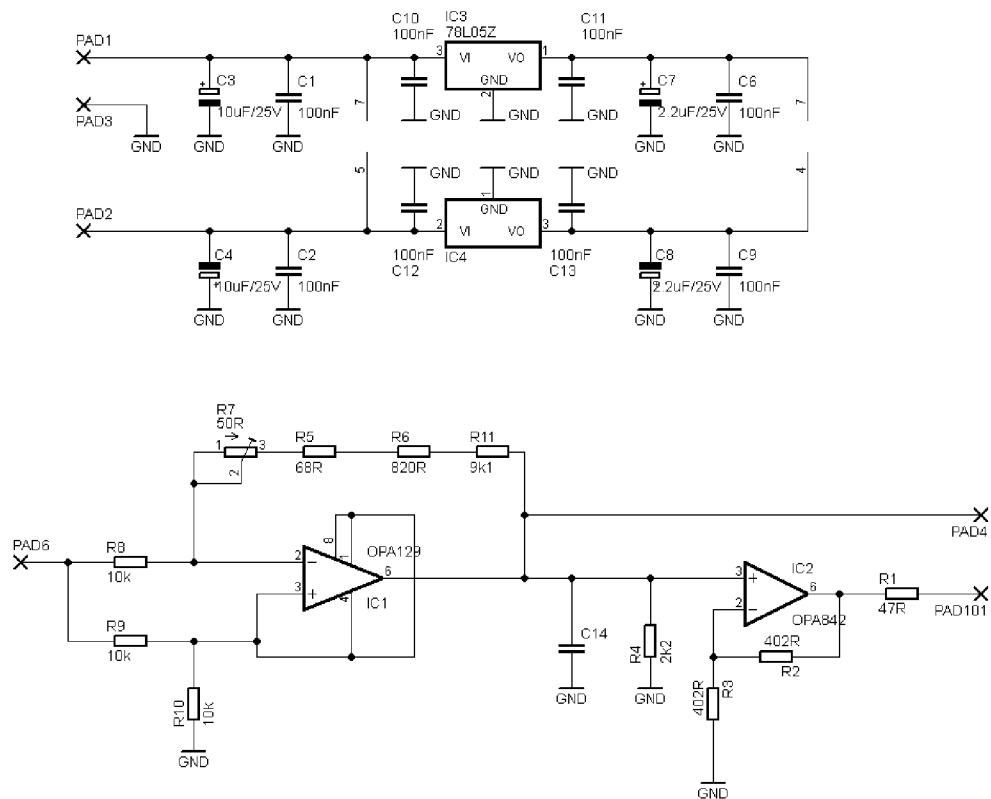 C10
100nF
IC3
78L05Z
C11
100nF
PAD1
3
VI
VO
1
GND
2
C3
C1
7
C7
C6
7
10uF/25V
100nF
GND
GND
GND
2.2uF/25V
100nF
PAD3
GND
GND
GND
GND
GND
5
GND
GND
GND
4
1
GND
PAD2
2
VI
VO
3
C4
C2
100nF
C12
IC4
100nF
C13
C8
C9
10uF/25V
100nF
2.2uF/25V
100nF
GND
GND
GND
GND
R7
50R
1
3
2
R5
68R
R6
820R
R11
9k1
PAD4
PAD6
R8
10k
2
3
8
1
4
OPA129
6
IC1
R9
10k
R10
10k
GND
C14
GND
R4
2k2
GND
3
2
IC2
6
OPA842
R1
47R
PAD101
402R
R2
402R
R3
GND